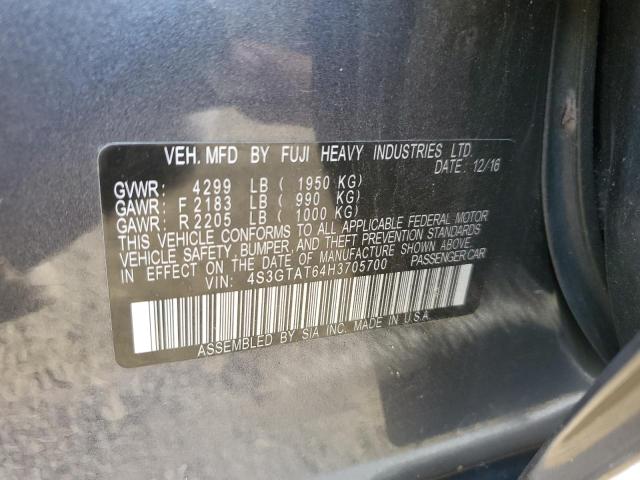 VEH. MFD BY FUJI HEAVY INDUSTRIES LTD.
DATE: 12/16
GVWR: 4299 LB ( 1950 KG)
GAWR: F 2183 LB ( 990 KG)
GAWR: R 2205 LB ( 1000 KG)
THIS VEHICLE CONFORMS TO ALL APPLICABLE FEDERAL MOTOR
VEHICLE SAFETY, BUMPER, AND THEFT PREVENTION STANDARDS
IN EFFECT ON THE DATE OF MANUFACTURE SHOWN ABOVE.
VIN: 4S3GTAT64H3705700 PASSENGER CAR
ASSEMBLED BY SIA INC. MADE IN U.S.A.